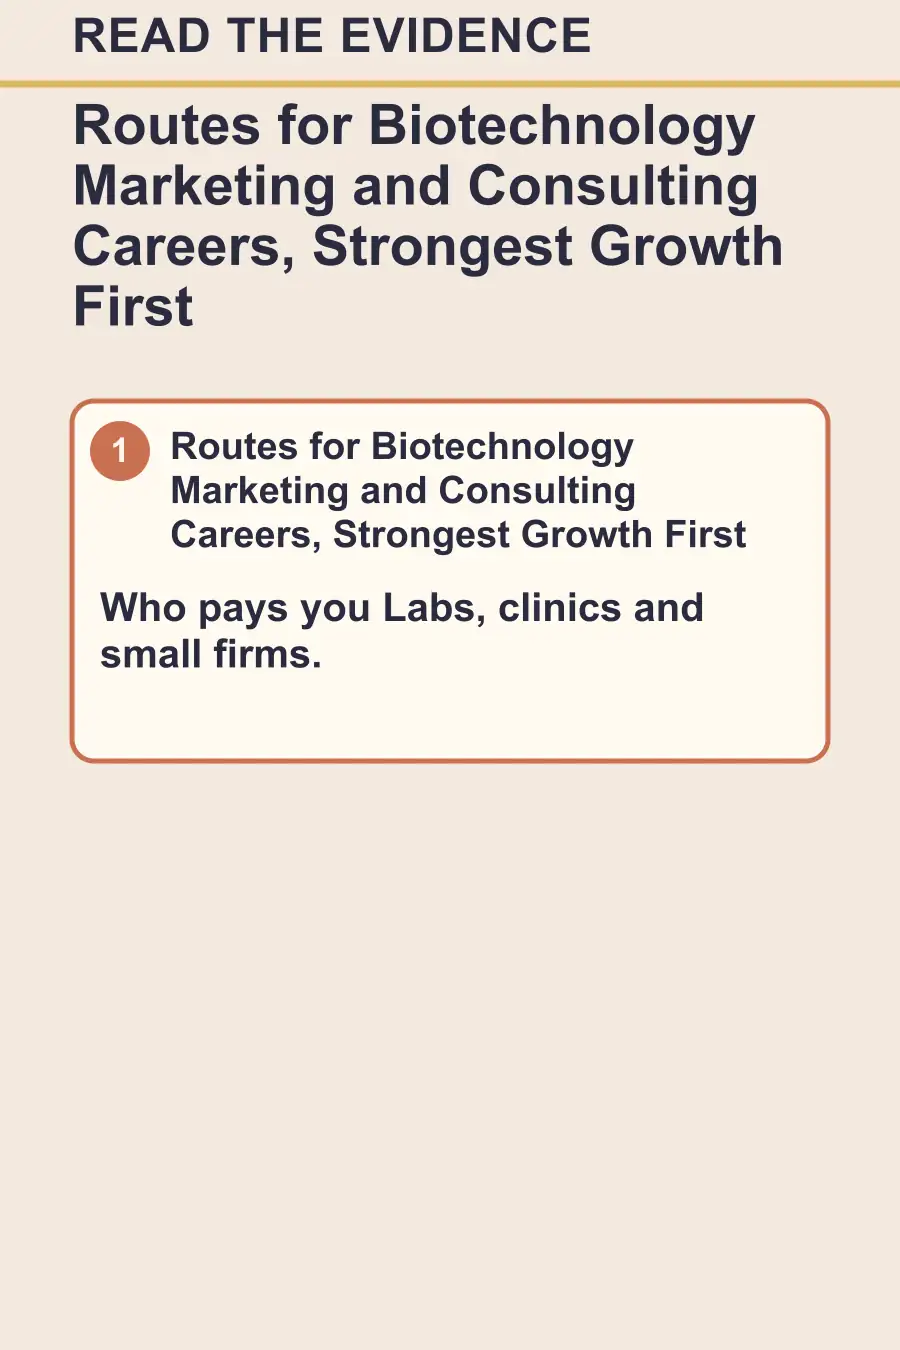 READ THE EVIDENCE
Routes for Biotechnology
Marketing and Consulting
Careers, Strongest Growth
First
1
Routes for Biotechnology
Marketing and Consulting
Careers, Strongest Growth First
Who pays you Labs, clinics and
small firms.